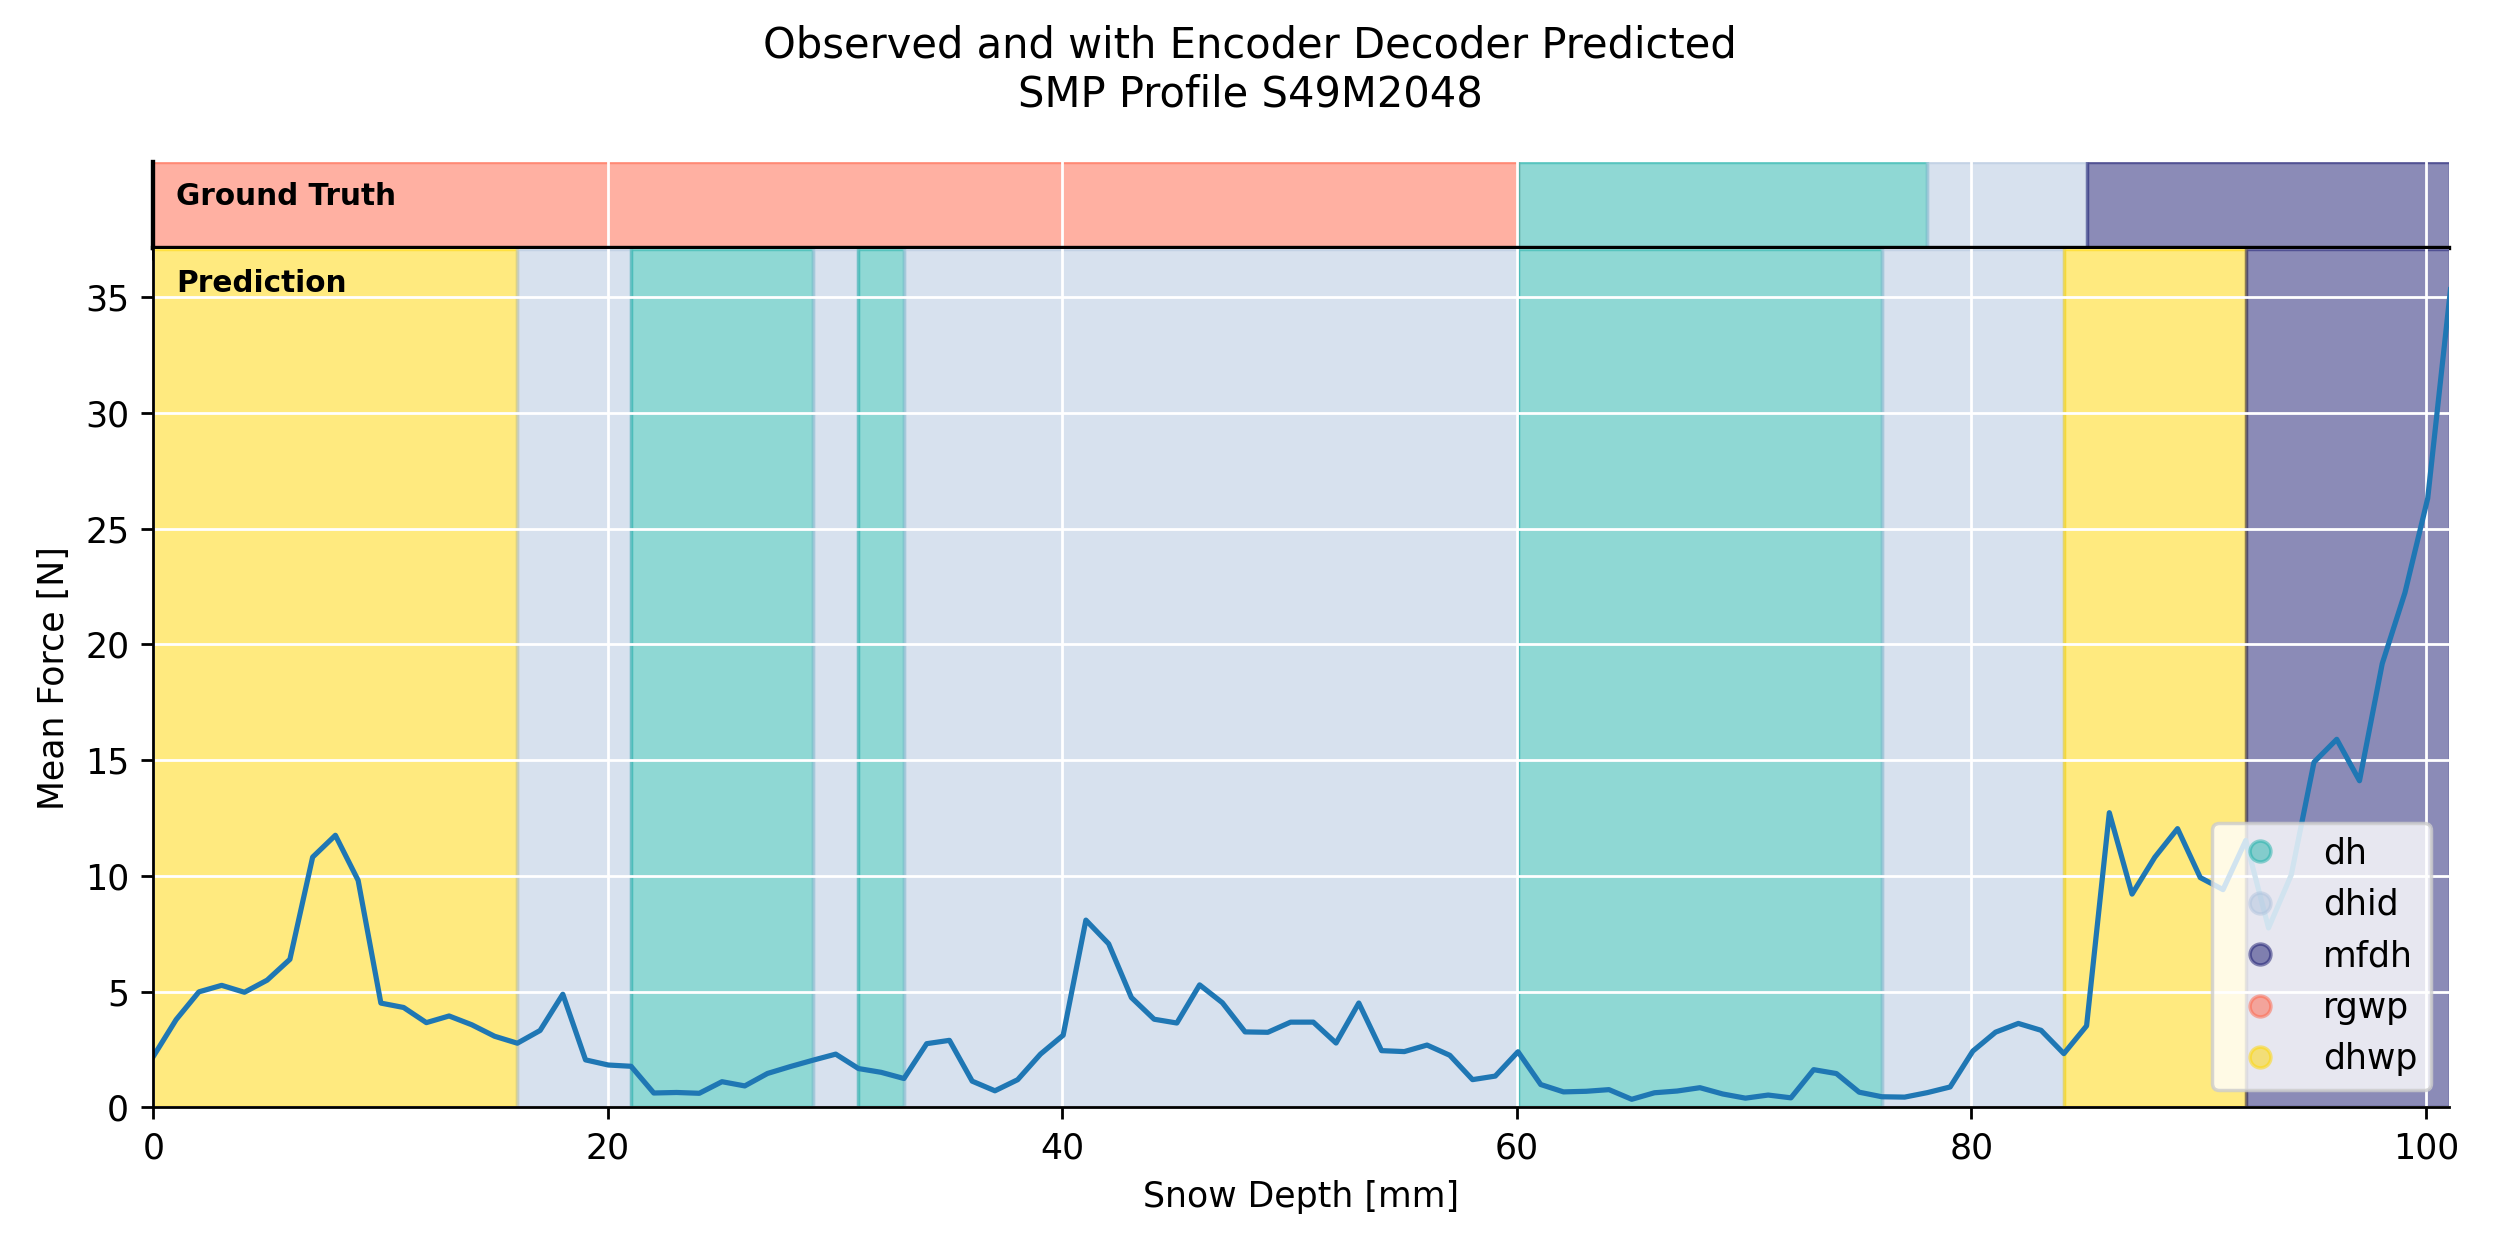 Observed and with Encoder Decoder Predicted
SMP Profile S49M2048
Ground Truth
Prediction
35
30
25
20
15
10
5
0
Mean Force [N]
dh
dhid
mfdh
rgwp
dhwp
0 20 40 60 80 100
Snow Depth [mm]